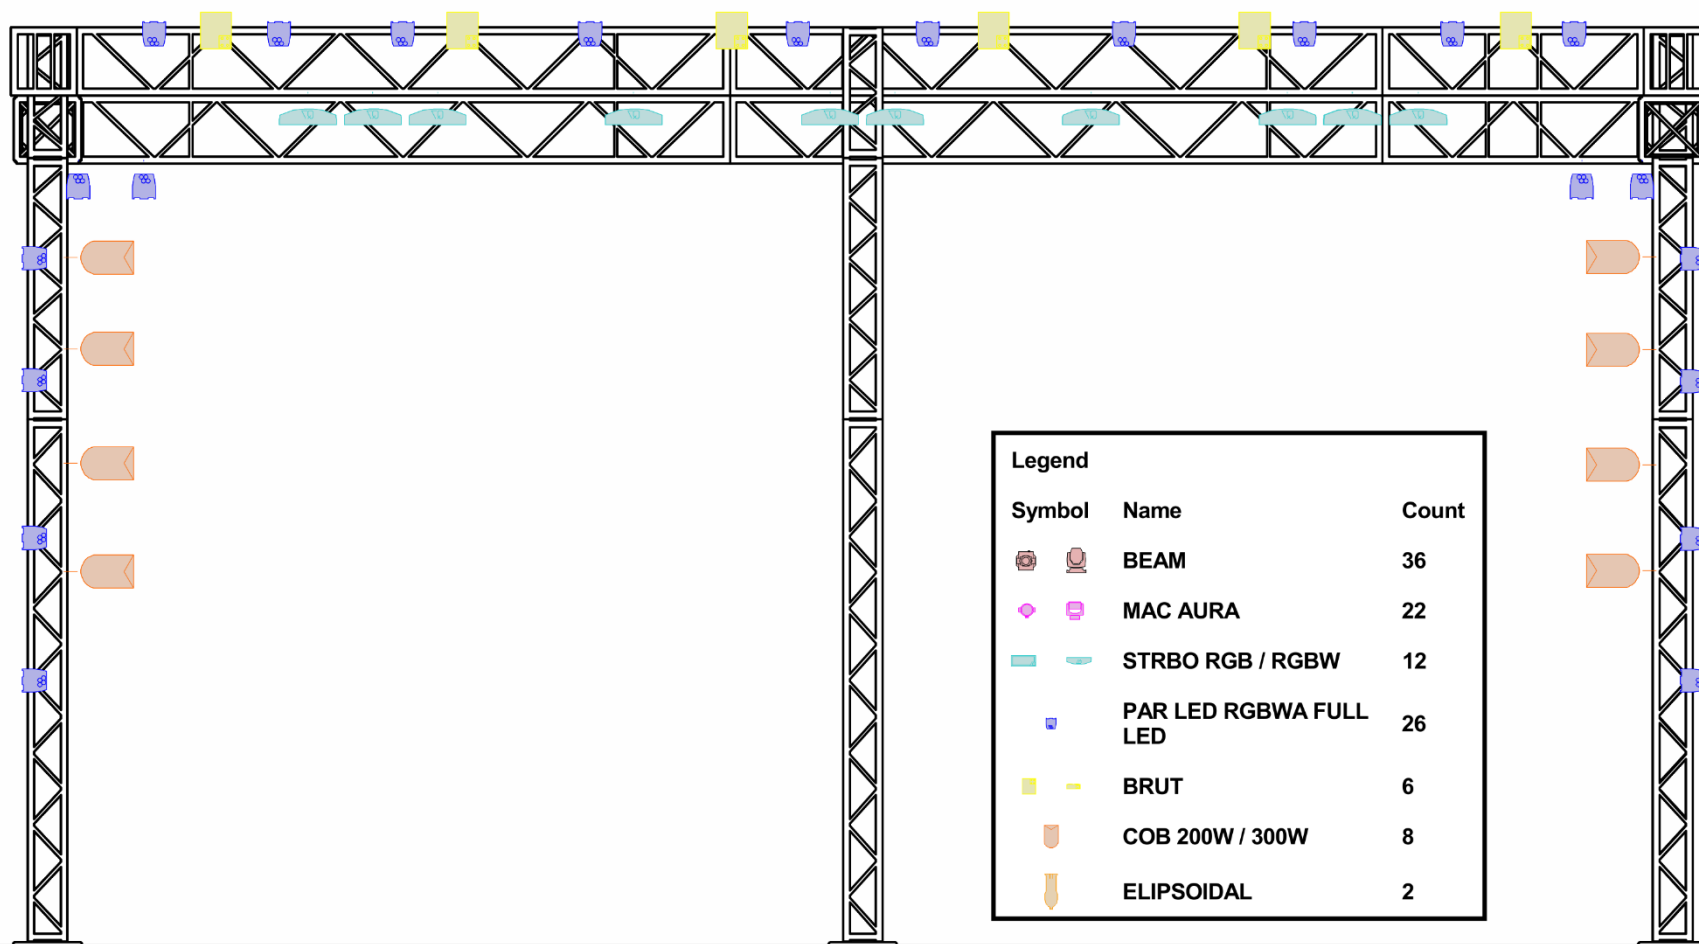 Legend
Symbol Name Count
BEAM 36
MAC AURA 22
STRBO RGB / RGBW 12
PAR LED RGBWA FULL
LED 26
BRUT 6
COB 200W / 300W 8
ELIPSOIDAL 2